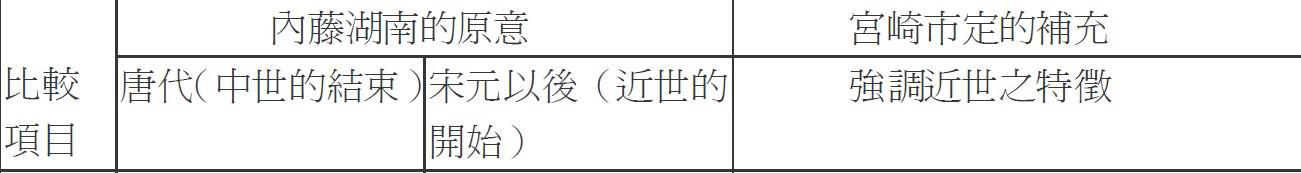 內藤湖南的原意
宮崎市定的補充
比較
項目
唐代(中世的結束)
宋元以後（近世的
開始）
強調近世之特徵